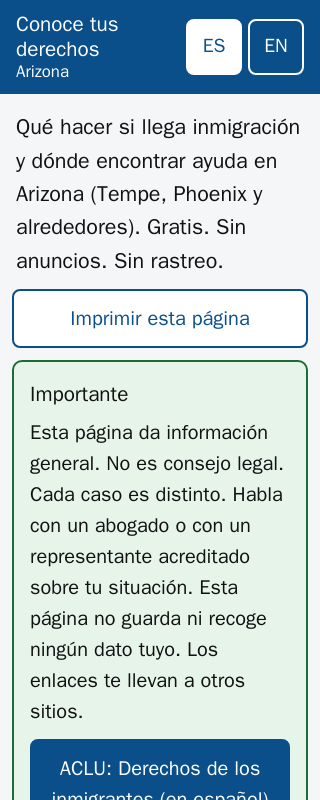 Conoce tus
derechos
Arizona
ES
EN
Qué hacer si llega inmigración
y dónde encontrar ayuda en
Arizona (Tempe, Phoenix y
alrededores). Gratis. Sin
anuncios. Sin rastreo.
Imprimir esta página
Importante
Esta página da información
general. No es consejo legal.
Cada caso es distinto. Habla
con un abogado o con un
representante acreditado
sobre tu situación. Esta
página no guarda ni recoge
ningún dato tuyo. Los
enlaces te llevan a otros
sitios.
ACLU: Derechos de los
inmigrantes (en español)